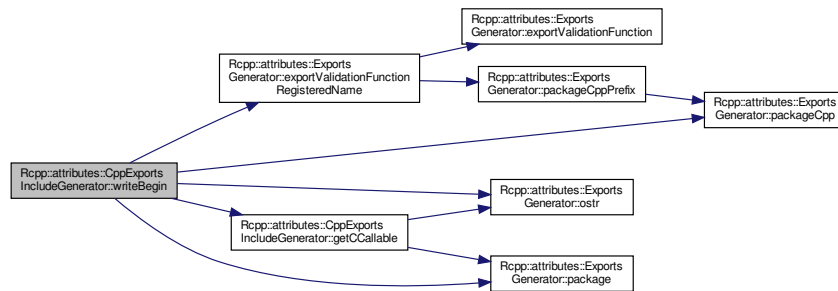 Rcpp::attributes::CppExports
IncludeGenerator::writeBegin
Rcpp::attributes::Exports
Generator::exportValidationFunction
RegisteredName
Rcpp::attributes::Exports
Generator::exportValidationFunction
Rcpp::attributes::Exports
Generator::packageCppPrefix
Rcpp::attributes::Exports
Generator::packageCpp
Rcpp::attributes::CppExports
IncludeGenerator::getCCallable
Rcpp::attributes::Exports
Generator::ostr
Rcpp::attributes::Exports
Generator::package